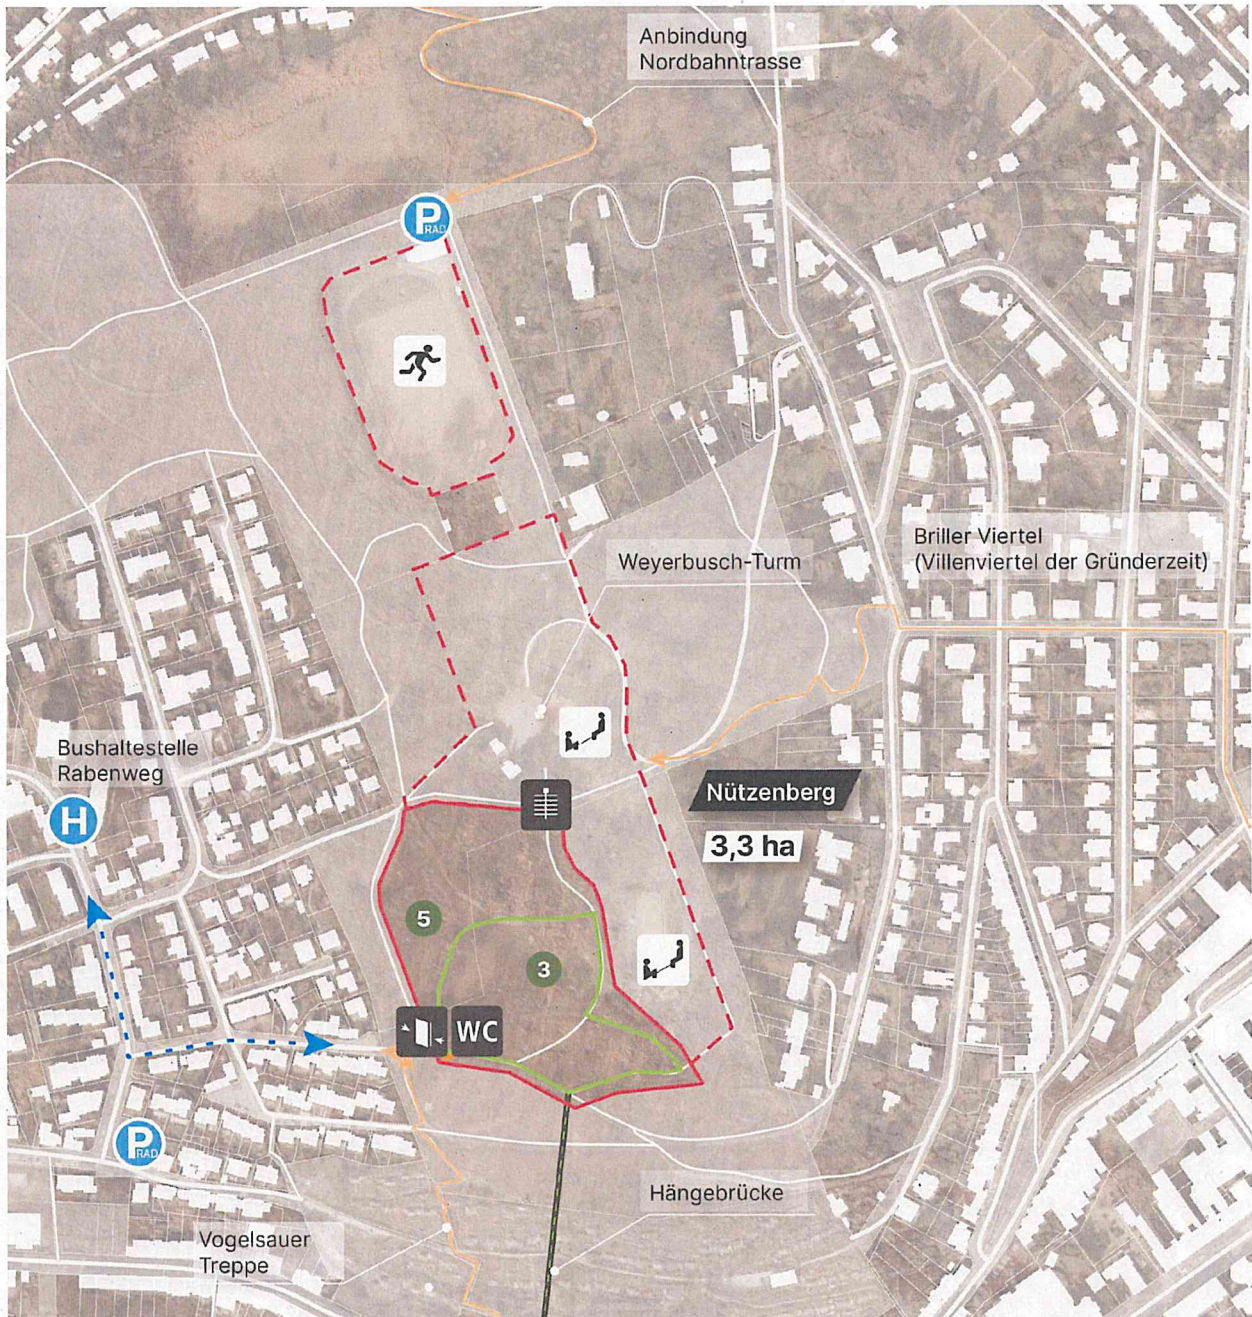 Anbindung
Nordbahntrasse
P
RAD
Weyerbusch-Turm
Briller Viertel
(Villenviertel der Gründerzeit)
Bushaltestelle
Rabenweg
H
Nützenberg
3,3 ha
5
3
WC
P
RAD
Hängebrücke
Vogelsauer
Treppe